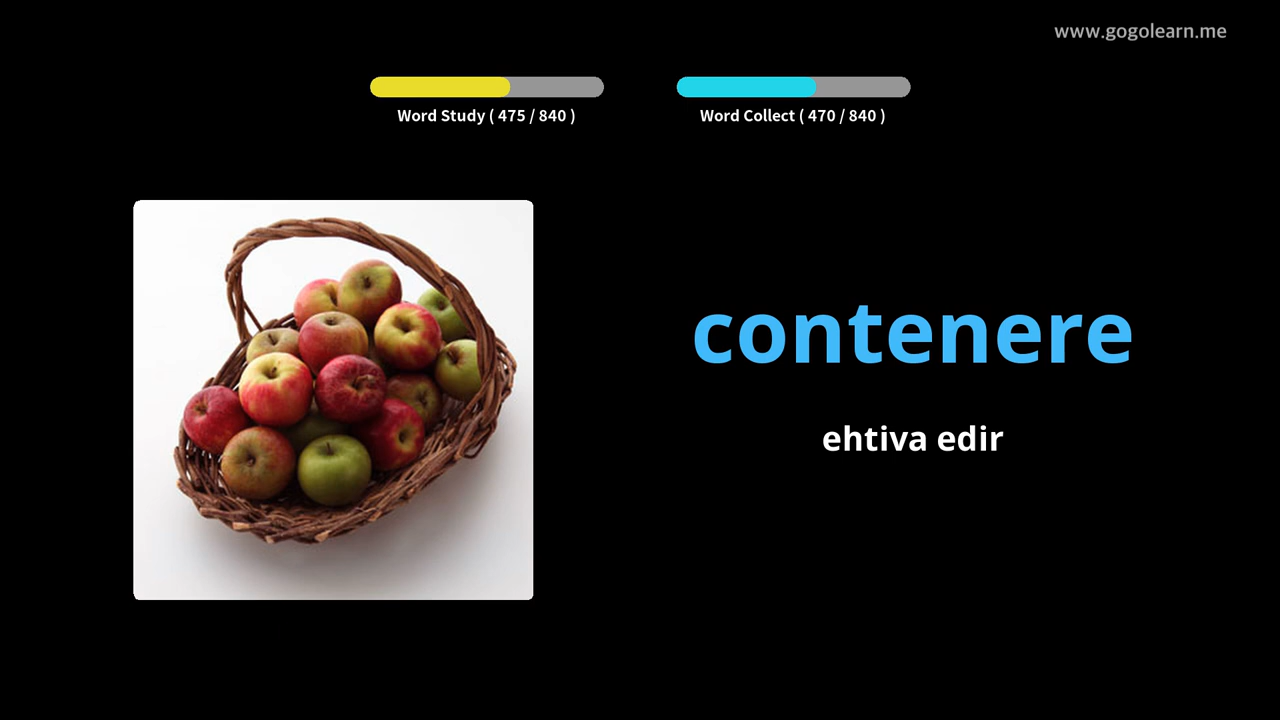 www.gogolearn.me
Word Study ( 475 / 840 )
Word Collect ( 470 / 840 )
contenere
ehtiva edir